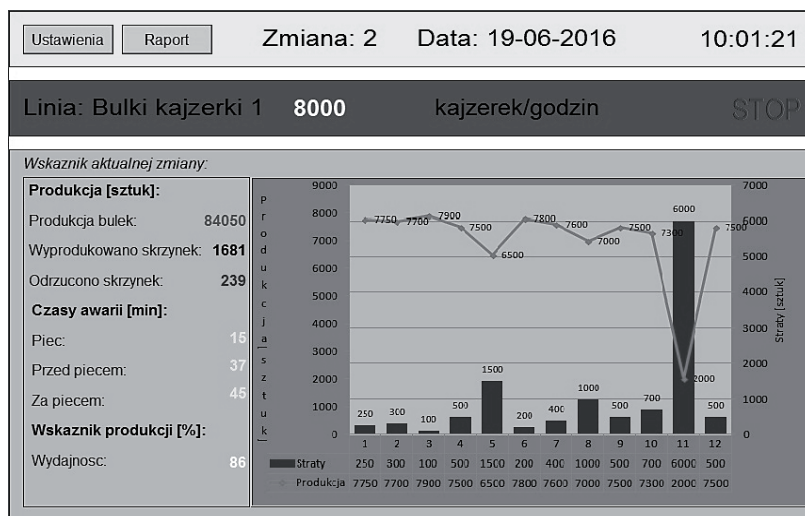 Ustawienia Raport Zmiana: 2 Data: 19-06-2016 10:01:21
Linia: Bulki kajzerki 1 8000 kajzerek/godzin STOP
Wskaznik aktualnej zmiany:
Produkcja [sztuk]:
Produkcja bulek: 84050
Wyprodukowano skrzynek: 1681
Odrzucono skrzynek: 239
Czasy awarii [min]:
Piec: 15
Przed piecem: 37
Za piecem: 45
Wskaznik produkcji [%]:
Wydajnosc: 86
Produkcja [sztuk]
9000
8000
7000
6000
5000
4000
3000
2000
1000
0
7750 7700 7900 7500 6500 7800 7600 7000 7500 7300 2000 7500
250 300 100 500 1500 200 400 1000 500 700 6000 500
7000
6000
5000
4000
3000
2000
1000
0
Straty [sztuk]
1 2 3 4 5 6 7 8 9 10 11 12
Straty 250 300 100 500 1500 200 400 1000 500 700 6000 500
Produkcja 7750 7700 7900 7500 6500 7800 7600 7000 7500 7300 2000 7500